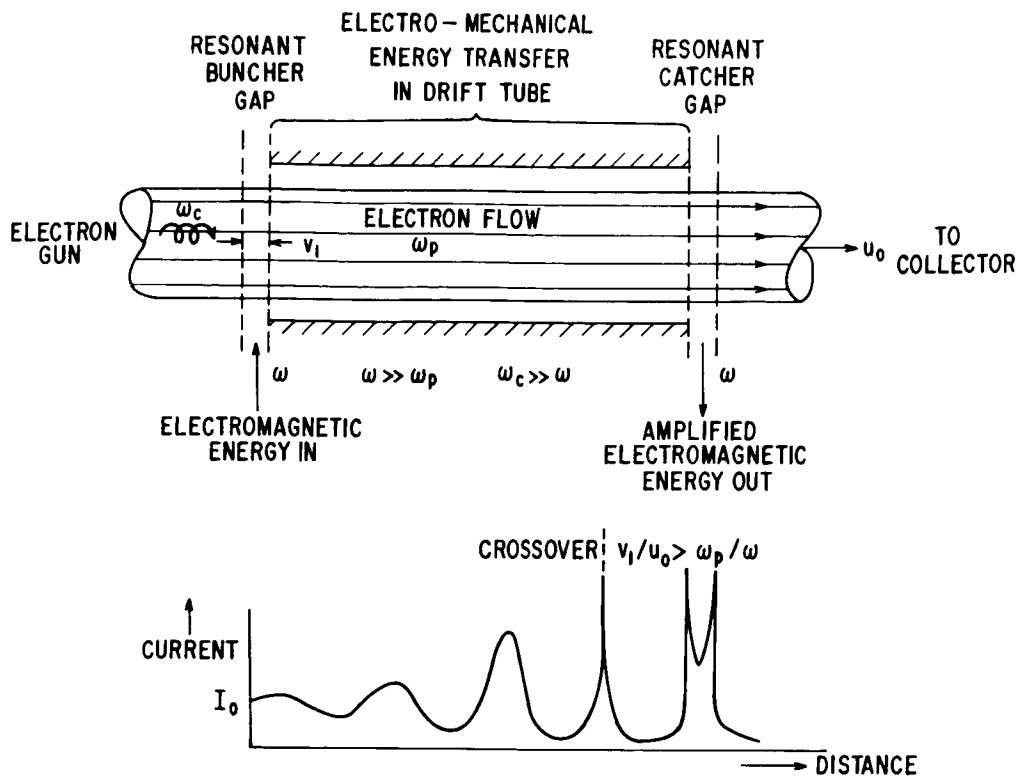 ELECTRO - MECHANICAL
ENERGY TRANSFER
IN DRIFT TUBE
RESONANT
BUNCHER
GAP
RESONANT
CATCHER
GAP
ELECTRON
GUN
ω_c
v_1
ELECTRON FLOW
ω_p
u_0
TO
COLLECTOR
ω
ω >> ω_p
ω_c >> ω
ω
ELECTROMAGNETIC
ENERGY IN
AMPLIFIED
ELECTROMAGNETIC
ENERGY OUT
CROSSOVER
v_1/u_0 > ω_p/ω
CURRENT
I_0
DISTANCE